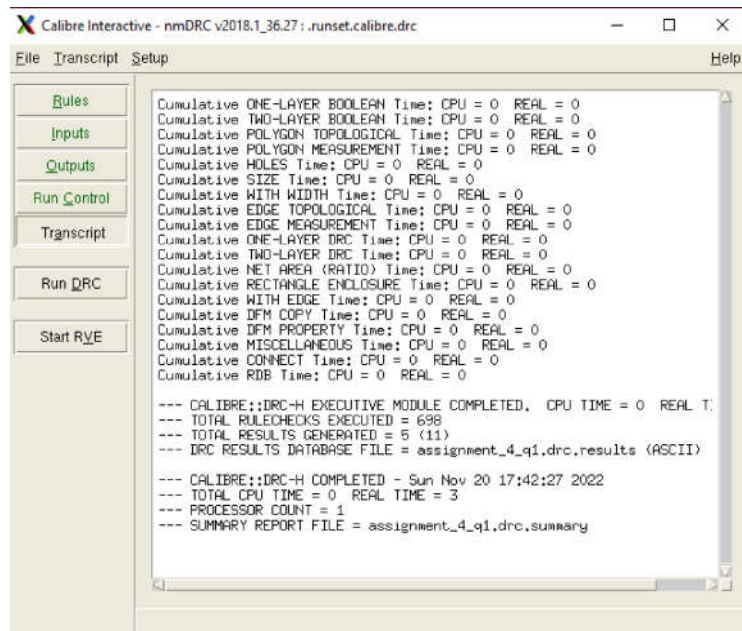 Calibre Interactive - nmDRC v2018.1_36.27 : .runset.calibre.drc
File Transcript Setup Help
Rules
Inputs
Outputs
Run Control
Transcript
Run DRC
Start RVE
Cumulative ONE-LAYER BOOLEAN Time: CPU = 0 REAL = 0
Cumulative TWO-LAYER BOOLEAN Time: CPU = 0 REAL = 0
Cumulative POLYGON TOPOLOGICAL Time: CPU = 0 REAL = 0
Cumulative POLYGON MEASUREMENT Time: CPU = 0 REAL = 0
Cumulative HOLES Time: CPU = 0 REAL = 0
Cumulative SIZE Time: CPU = 0 REAL = 0
Cumulative WITH WIDTH Time: CPU = 0 REAL = 0
Cumulative EDGE TOPOLOGICAL Time: CPU = 0 REAL = 0
Cumulative EDGE MEASUREMENT Time: CPU = 0 REAL = 0
Cumulative ONE-LAYER DRC Time: CPU = 0 REAL = 0
Cumulative TWO-LAYER DRC Time: CPU = 0 REAL = 0
Cumulative NET AREA (RATIO) Time: CPU = 0 REAL = 0
Cumulative RECTANGLE ENCLOSURE Time: CPU = 0 REAL = 0
Cumulative WITH EDGE Time: CPU = 0 REAL = 0
Cumulative DFM COPY Time: CPU = 0 REAL = 0
Cumulative DFM PROPERTY Time: CPU = 0 REAL = 0
Cumulative MISCELLANEOUS Time: CPU = 0 REAL = 0
Cumulative CONNECT Time: CPU = 0 REAL = 0
Cumulative RDB Time: CPU = 0 REAL = 0
--- CALIBRE::DRC-H EXECUTIVE MODULE COMPLETED. CPU TIME = 0 REAL T
--- TOTAL RULECHECKS EXECUTED = 698
--- TOTAL RESULTS GENERATED = 5 (11)
--- DRC RESULTS DATABASE FILE = assignment_4_q1.drc.results (ASCII)
--- CALIBRE::DRC-H COMPLETED - Sun Nov 20 17:42:27 2022
--- TOTAL CPU TIME = 0 REAL TIME = 3
--- PROCESSOR COUNT = 1
--- SUMMARY REPORT FILE = assignment_4_q1.drc.summary